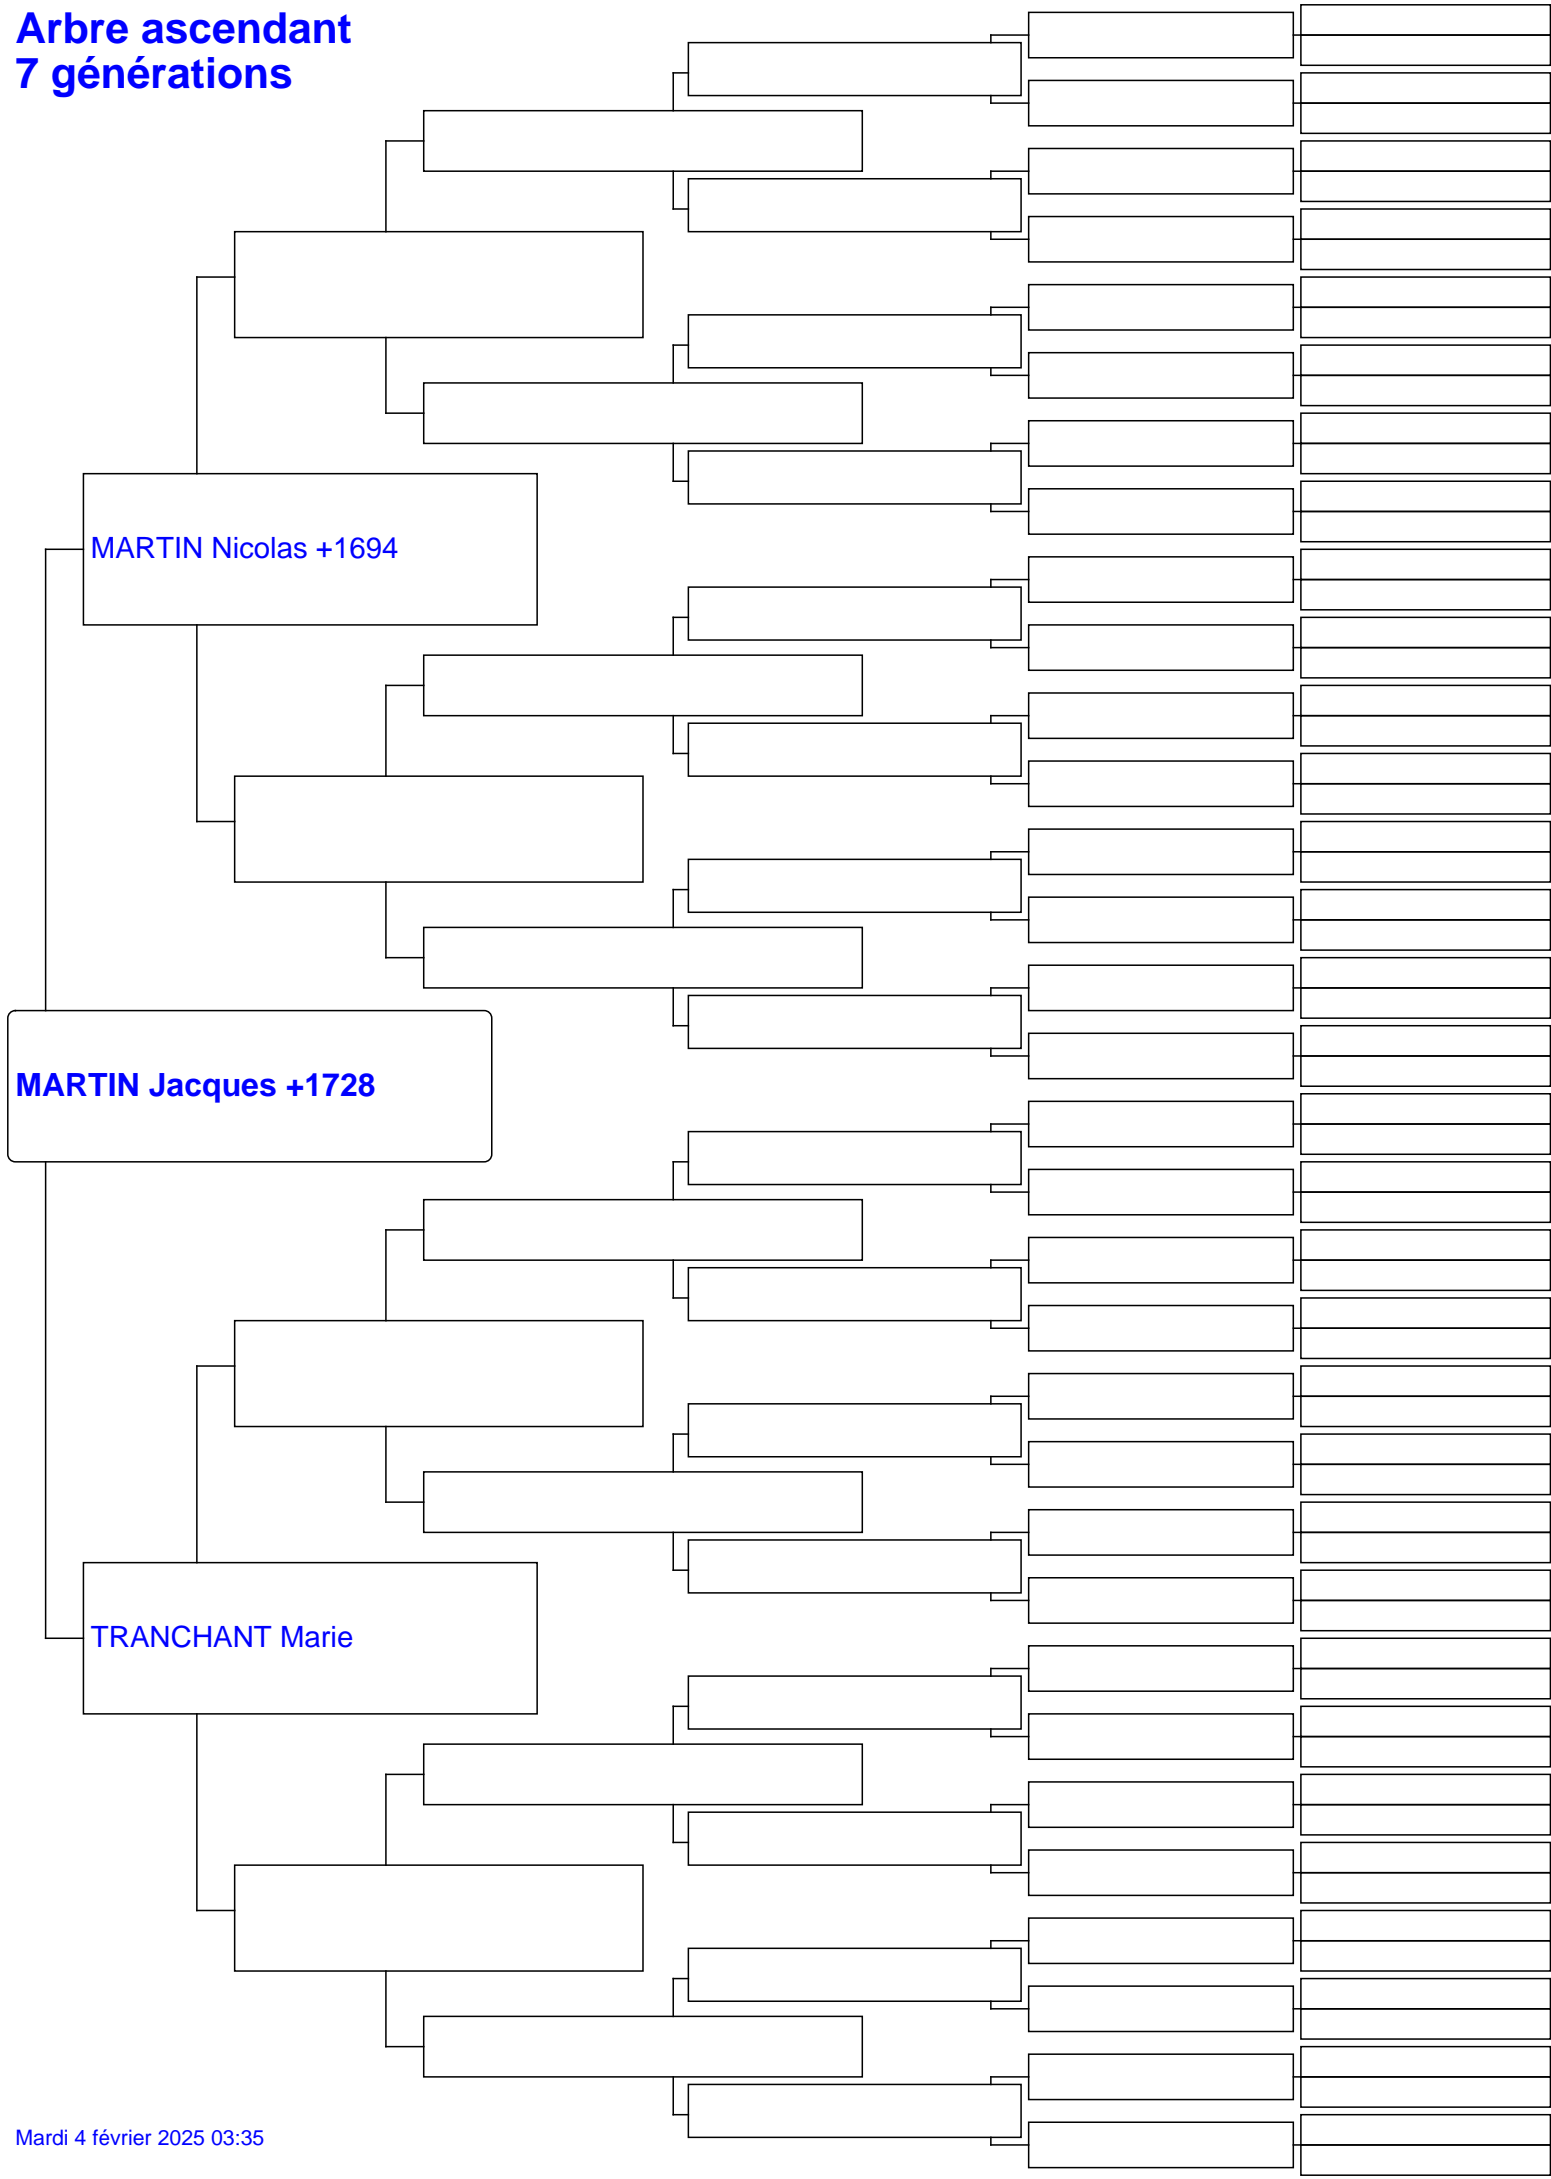 Arbre ascendant
7 générations
MARTIN Nicolas +1694
MARTIN Jacques +1728
TRANCHANT Marie
Mardi 4 février 2025 03:35